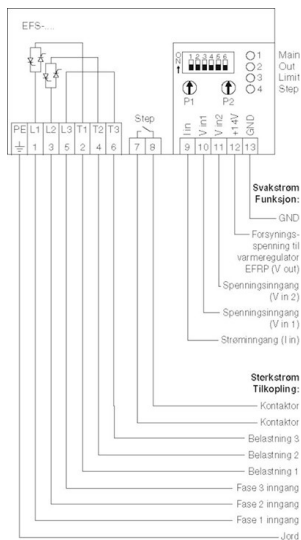 EFS-....
O N
1 2 3 4 5 6
1 Main
2 Out
3 Limit
4 Step
P1 P2
Step
PE L1 L2 L3 T1 T2 T3
I in V in1 V in2 +14V GND
1 3 5 2 4 6 7 8 9 10 11 12 13
Svakstrøm
Funksjon:
GND
Forsynings-
spenning til
varmeregulator
EFRP (V out)
Spenningsinngang
(V in 2)
Spenningsinngang
(V in 1)
Strøminngang (I in)
Sterkstrøm
Tilkopling:
Kontaktor
Kontaktor
Belastning 3
Belastning 2
Belastning 1
Fase 3 inngang
Fase 2 inngang
Fase 1 inngang
Jord